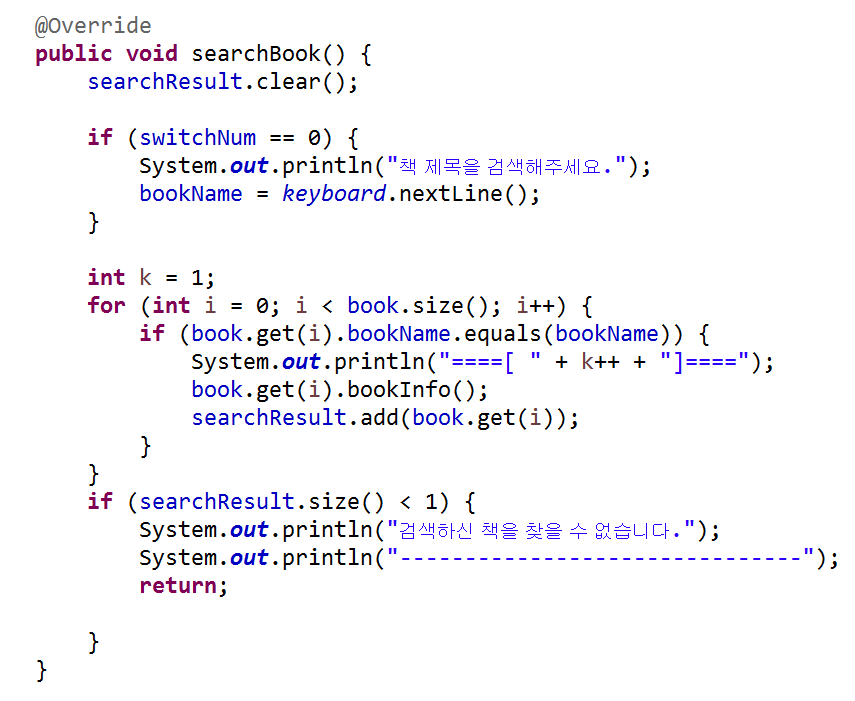 @Override
public void searchBook() {
    searchResult.clear();

    if (switchNum == 0) {
        System.out.println("책 제목을 검색해주세요.");
        bookName = keyboard.nextLine();
    }

    int k = 1;
    for (int i = 0; i < book.size(); i++) {
        if (book.get(i).bookName.equals(bookName)) {
            System.out.println("====[ " + k++ + "]====");
            book.get(i).bookInfo();
            searchResult.add(book.get(i));
        }
    }
    if (searchResult.size() < 1) {
        System.out.println("검색하신 책을 찾을 수 없습니다.");
        System.out.println("-------------------------------");
        return;

    }
}